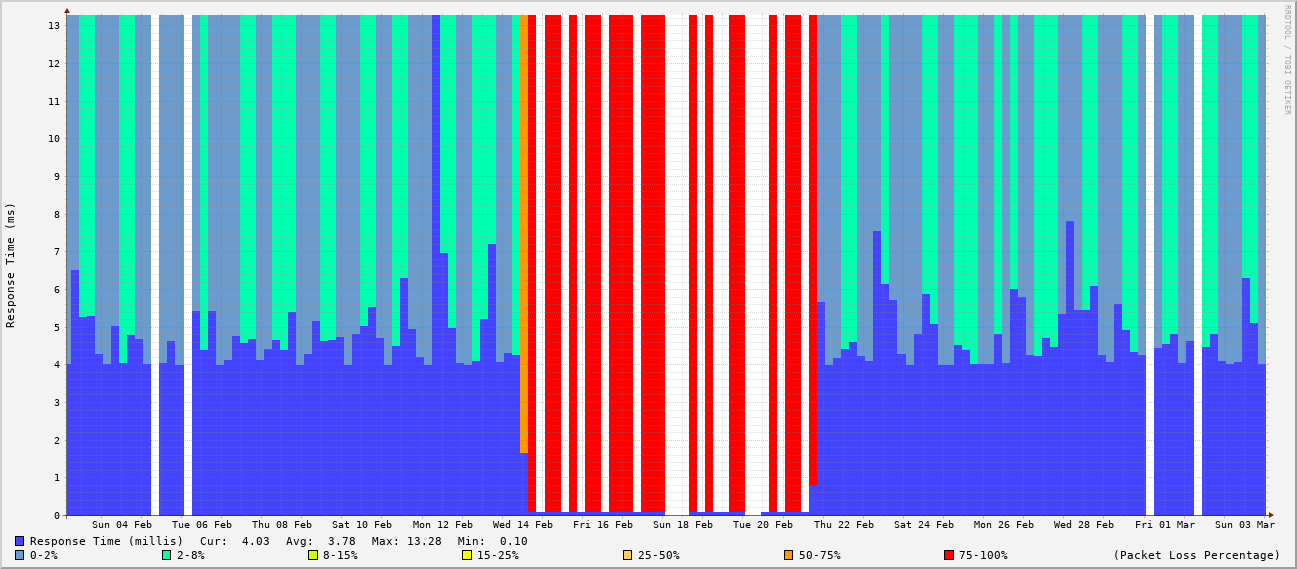 RRDTOOL / TOBI OETIKER
Response Time (ms)
13
12
11
10
9
8
7
6
5
4
3
2
1
0
Sun 04 Feb Tue 06 Feb Thu 08 Feb Sat 10 Feb Mon 12 Feb Wed 14 Feb Fri 16 Feb Sun 18 Feb Tue 20 Feb Thu 22 Feb Sat 24 Feb Mon 26 Feb Wed 28 Feb Fri 01 Mar Sun 03 Mar
Response Time (millis) Cur: 4.03 Avg: 3.78 Max: 13.28 Min: 0.10
0-2% 2-8% 8-15% 15-25% 25-50% 50-75% 75-100% (Packet Loss Percentage)